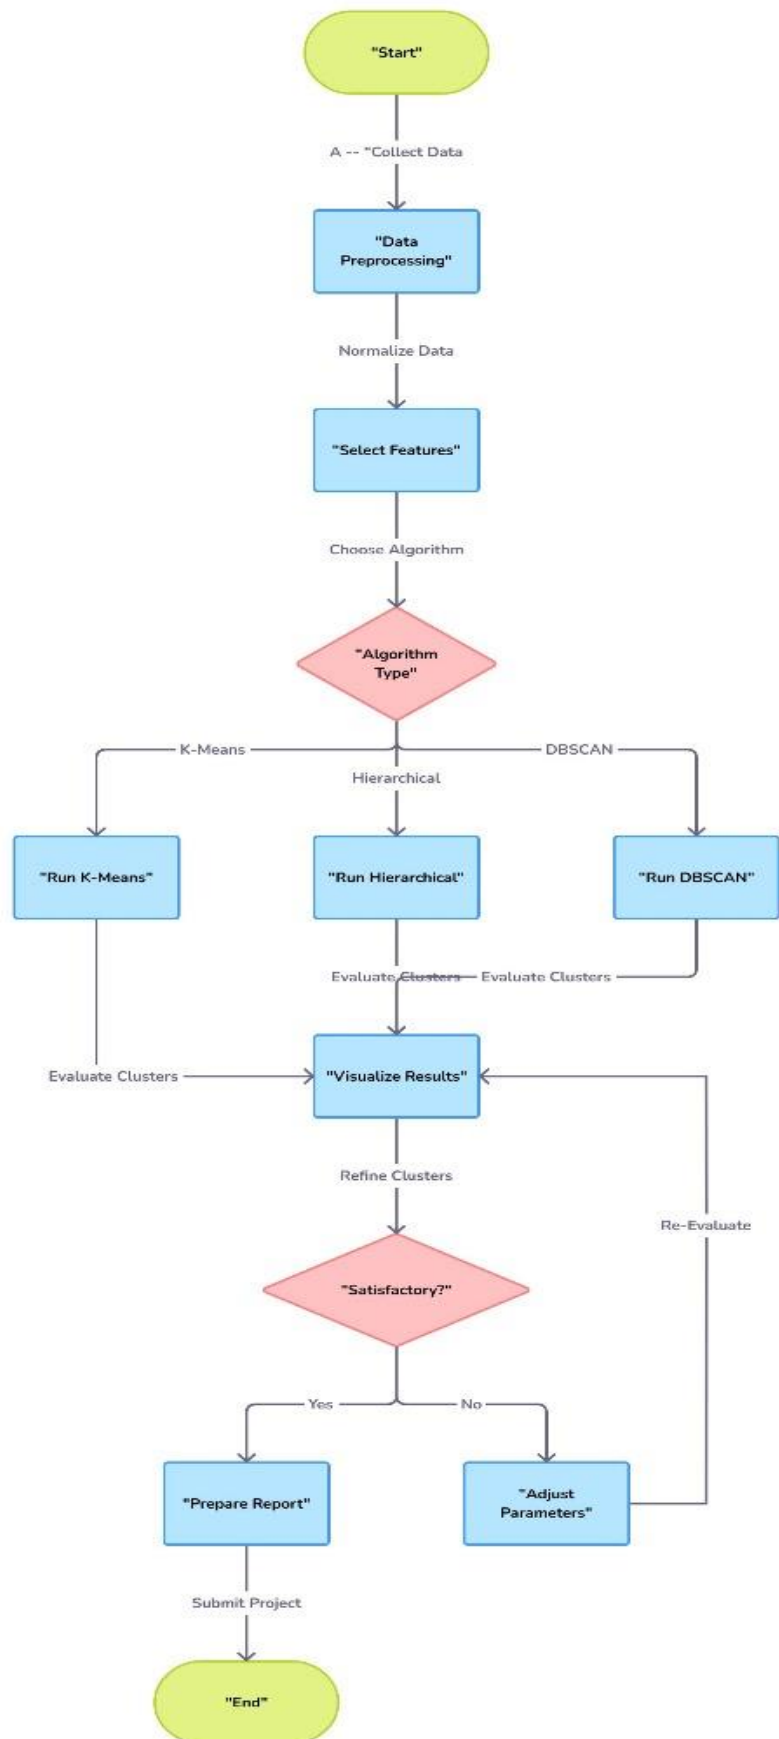 "Start"
A -- "Collect Data
"Data
Preprocessing"
Normalize Data
"Select Features"
Choose Algorithm
"Algorithm
Type"
K-Means
DBSCAN
Hierarchical
"Run K-Means"
"Run Hierarchical"
"Run DBSCAN"
Evaluate Clusters
Evaluate Clusters
Evaluate Clusters
"Visualize Results"
Refine Clusters
Re-Evaluate
"Satisfactory?"
Yes
No
"Prepare Report"
"Adjust
Parameters"
Submit Project
"End"